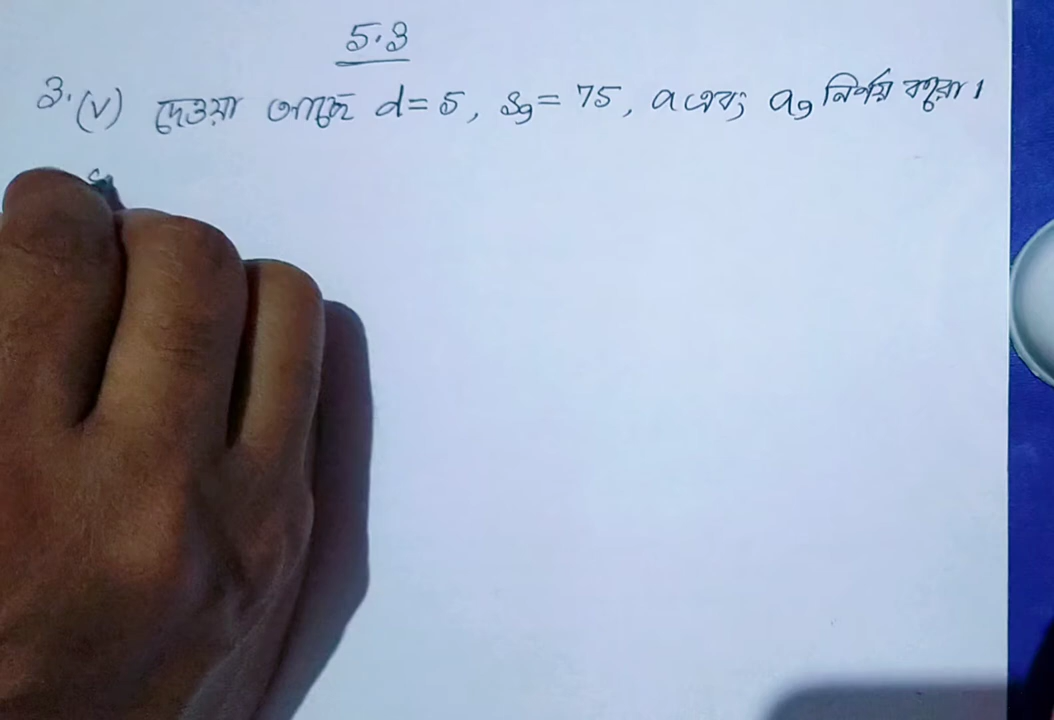 5.3
3. (v) দেওয়া আছে d = 5, S₉ = 75, a এবং a₉ নির্ণয় করো।